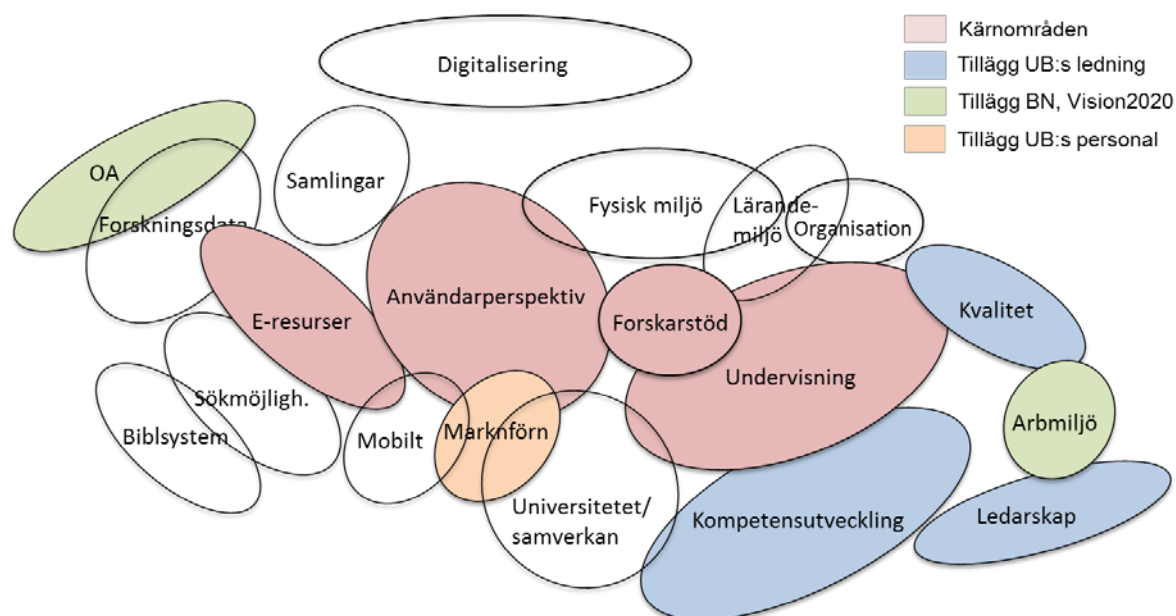 Digitalisering
Kärnområden
Tillägg UB:s ledning
Tillägg BN, Vision2020
Tillägg UB:s personal
OA
Samlingar
Forskningsdata
Fysisk miljö
Lärande-
miljö
Organisation
E-resurser
Användarperspektiv
Forskarstöd
Kvalitet
Undervisning
Sökmöjligh.
Biblsystem
Mobilt
Marknförn
Arbmiljö
Universitetet/
samverkan
Kompetensutveckling
Ledarskap